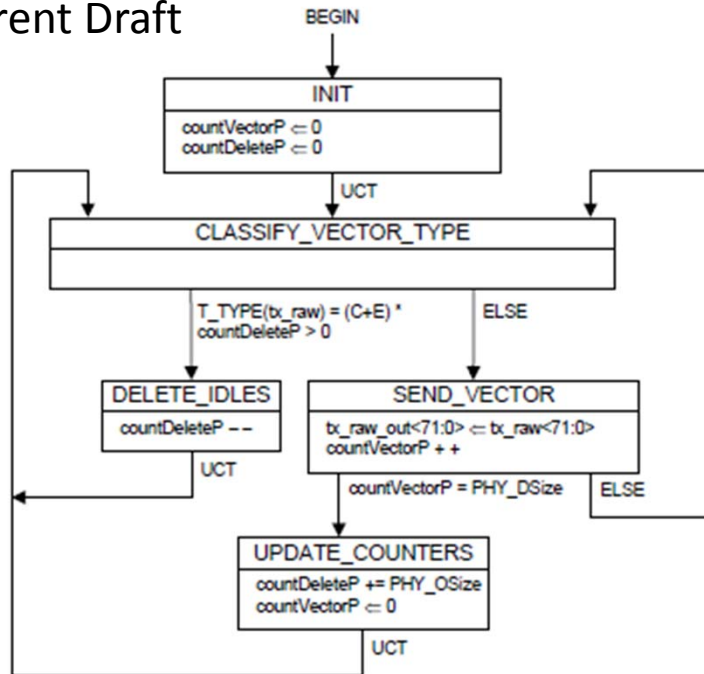 rent Draft
BEGIN
INIT
countVectorP ⇐ 0
countDeleteP ⇐ 0
UCT
CLASSIFY_VECTOR_TYPE
T_TYPE(tx_raw) = (C+E) *
countDeleteP > 0
ELSE
DELETE_IDLES
countDeleteP – –
UCT
SEND_VECTOR
tx_raw_out<71:0> ⇐ tx_raw<71:0>
countVectorP + +
countVectorP = PHY_DSize
ELSE
UPDATE_COUNTERS
countDeleteP += PHY_OSize
countVectorP ⇐ 0
UCT